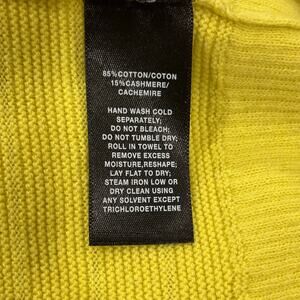 85%COTTON/COTON
15%CASHMERE/
CACHEMIRE
HAND WASH COLD
SEPARATELY;
DO NOT BLEACH;
DO NOT TUMBLE DRY;
ROLL IN TOWEL TO
REMOVE EXCESS
MOISTURE,RESHAPE;
LAY FLAT TO DRY;
STEAM IRON LOW OR
DRY CLEAN USING
ANY SOLVENT EXCEPT
TRICHLOROETHYLENE